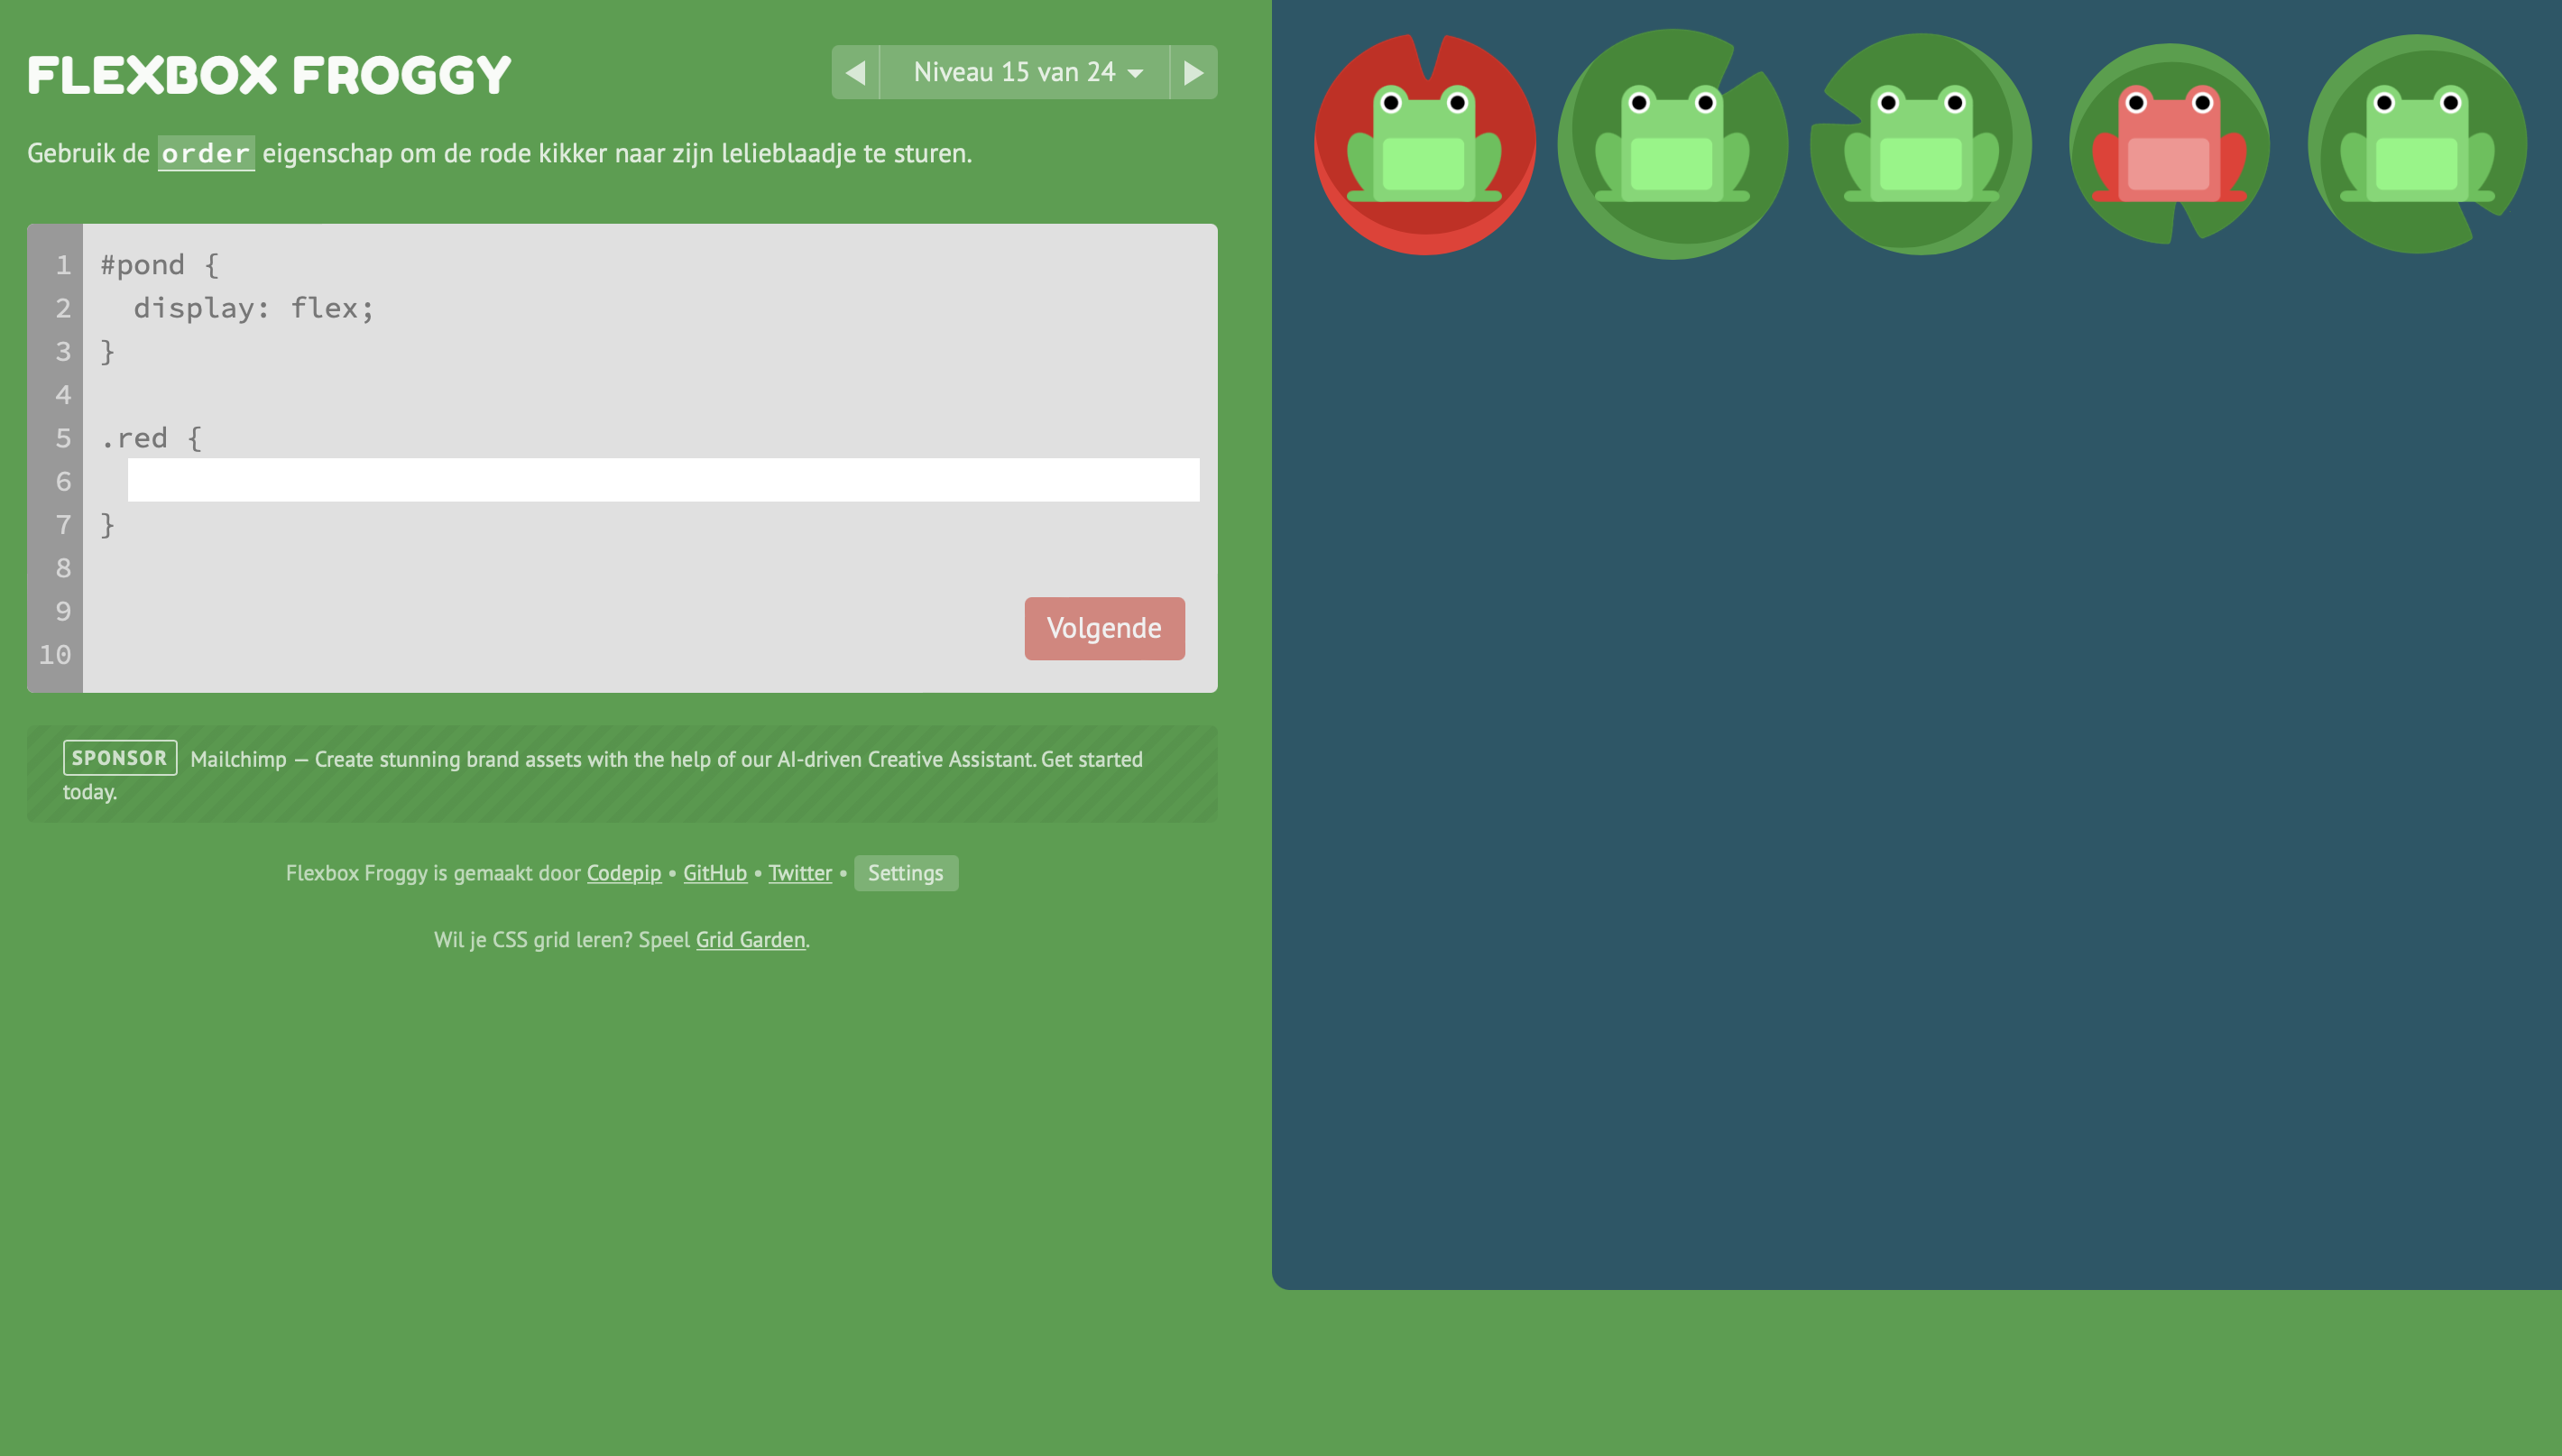 FLEXBOX FROGGY
Niveau 15 van 24
Gebruik de order eigenschap om de rode kikker naar zijn lelieblaadje te sturen.
1 #pond {
2 display: flex;
3 }
4
5 .red {
6
7 }
8
9
10
Volgende
SPONSOR Mailchimp — Create stunning brand assets with the help of our AI-driven Creative Assistant. Get started
today.
Flexbox Froggy is gemaakt door Codepip • GitHub • Twitter • Settings
Wil je CSS grid leren? Speel Grid Garden.